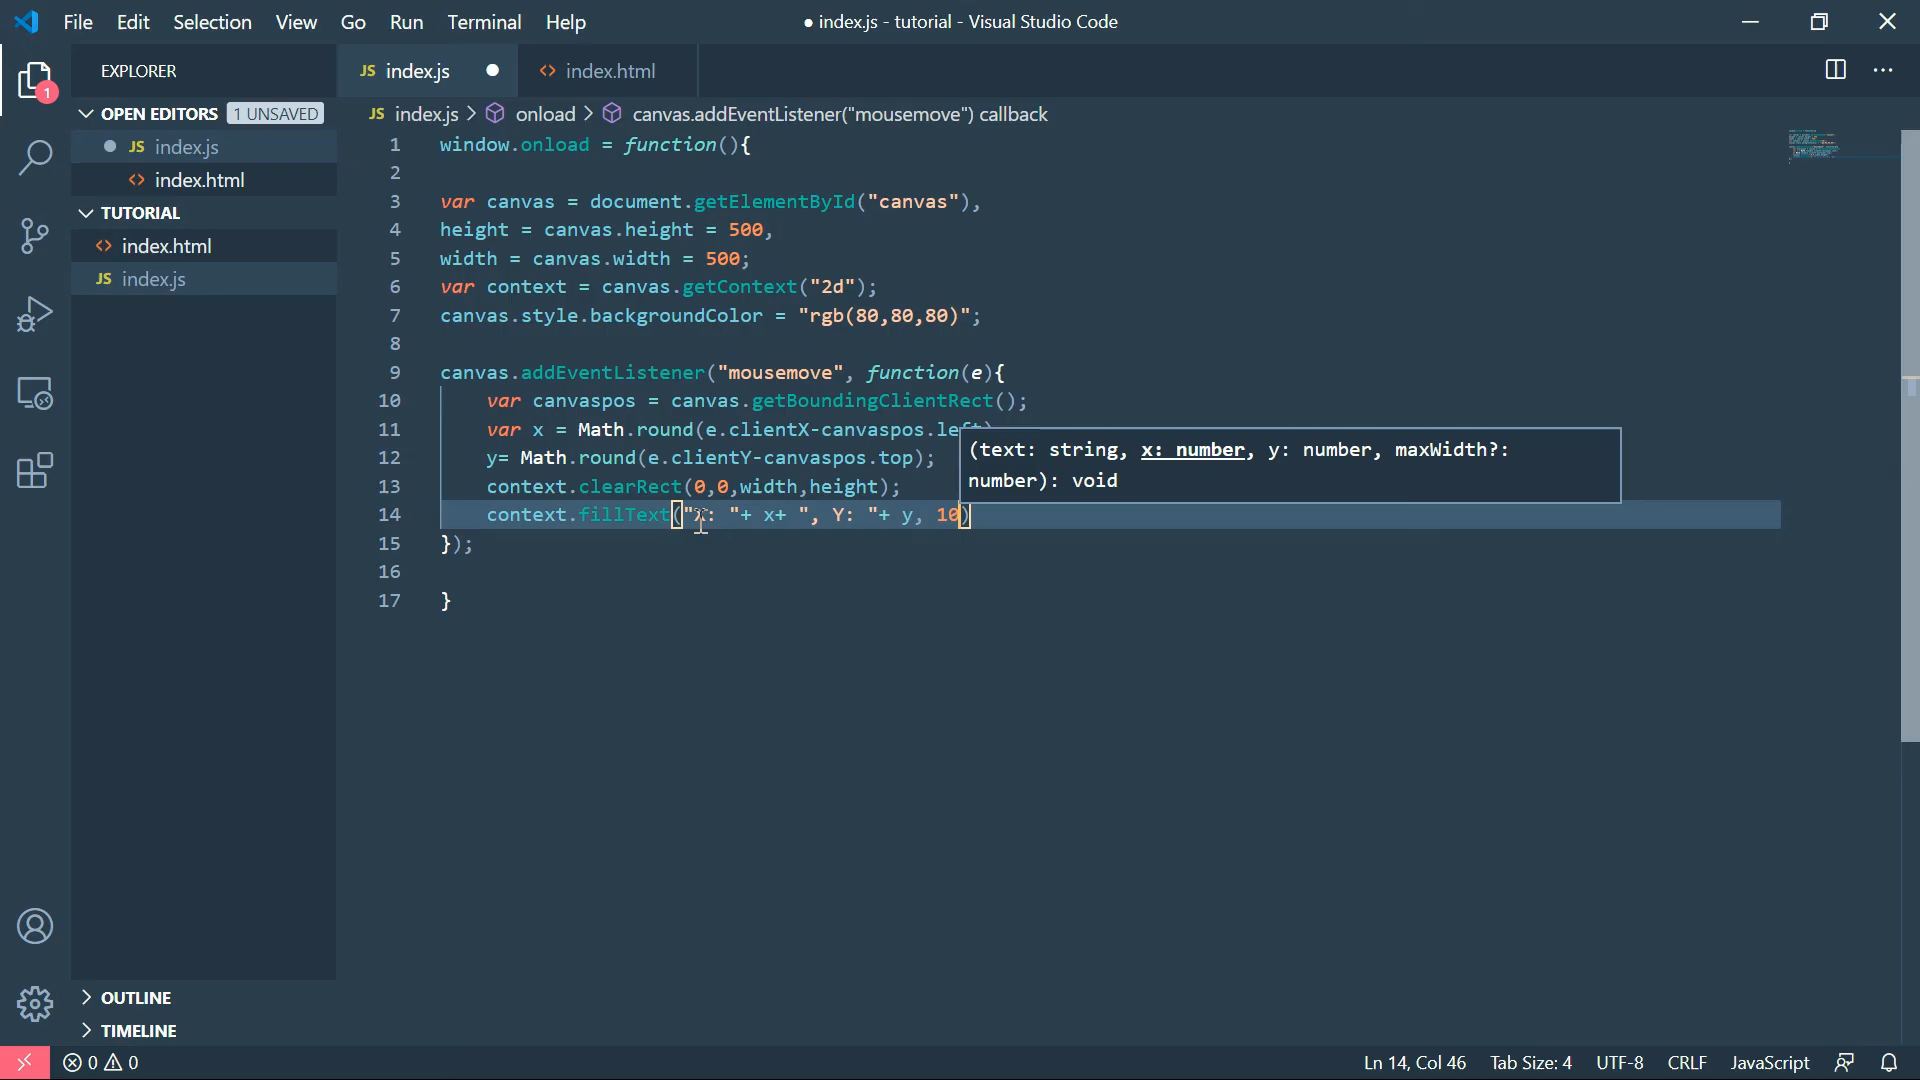 File Edit Selection View Go Run Terminal Help ● index.js - tutorial - Visual Studio Code
EXPLORER
JS index.js
<> index.html
1
OPEN EDITORS 1 UNSAVED
JS index.js
<> index.html
TUTORIAL
<> index.html
JS index.js
JS index.js > onload > canvas.addEventListener("mousemove") callback
1 window.onload = function(){
2
3 var canvas = document.getElementById("canvas"),
4 height = canvas.height = 500,
5 width = canvas.width = 500;
6 var context = canvas.getContext("2d");
7 canvas.style.backgroundColor = "rgb(80,80,80)";
8
9 canvas.addEventListener("mousemove", function(e){
10 var canvaspos = canvas.getBoundingClientRect();
11 var x = Math.round(e.clientX-canvaspos.left)
12 y= Math.round(e.clientY-canvaspos.top);
13 context.clearRect(0,0,width,height);
14 context.fillText("X: "+ x+ ", Y: "+ y, 10)
15 });
16
17 }
(text: string, x: number, y: number, maxWidth?:
number): void
OUTLINE
TIMELINE
0 0 Ln 14, Col 46 Tab Size: 4 UTF-8 CRLF JavaScript